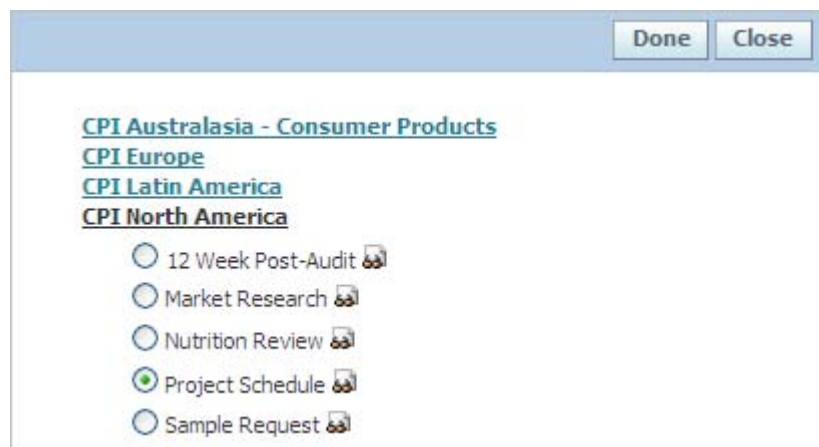 Done Close
CPI Australasia - Consumer Products
CPI Europe
CPI Latin America
CPI North America
12 Week Post-Audit
Market Research
Nutrition Review
Project Schedule
Sample Request